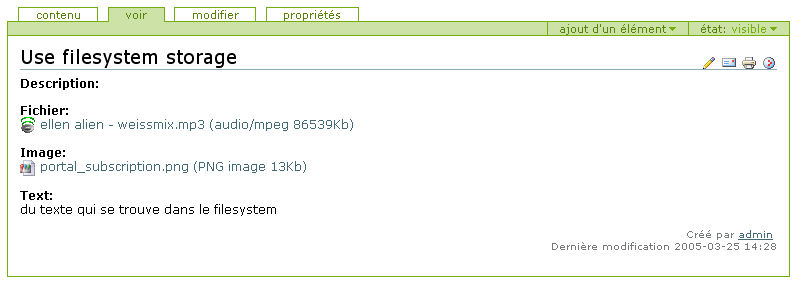 contenu voir modifier propriétés
ajout d'un élément état: visible
Use filesystem storage
Description:
Fichier:
ellen alien - weissmix.mp3 (audio/mpeg 86539Kb)
Image:
portal_subscription.png (PNG image 13Kb)
Text:
du texte qui se trouve dans le filesystem
Créé par admin
Dernière modification 2005-03-25 14:28